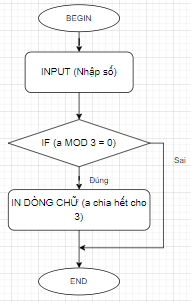 BEGIN
INPUT (Nhập số)
IF (a MOD 3 = 0)
Sai
Đúng
IN DÒNG CHỮ (a chia hết cho
3)
END